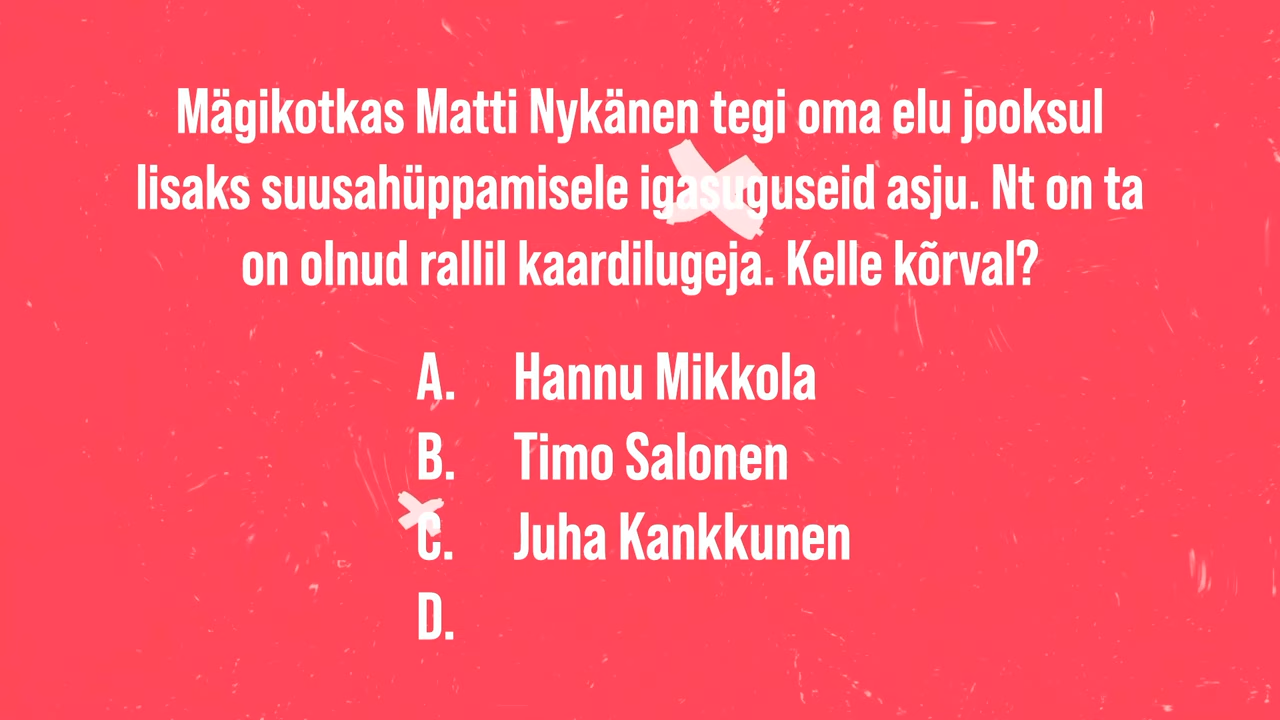 Mägikotkas Matti Nykänen tegi oma elu jooksul
lisaks suusahüppamisele igasuguseid asju. Nt on ta
on olnud rallil kaardilugeja. Kelle kõrval?
A. Hannu Mikkola
B. Timo Salonen
C. Juha Kankkunen
D.